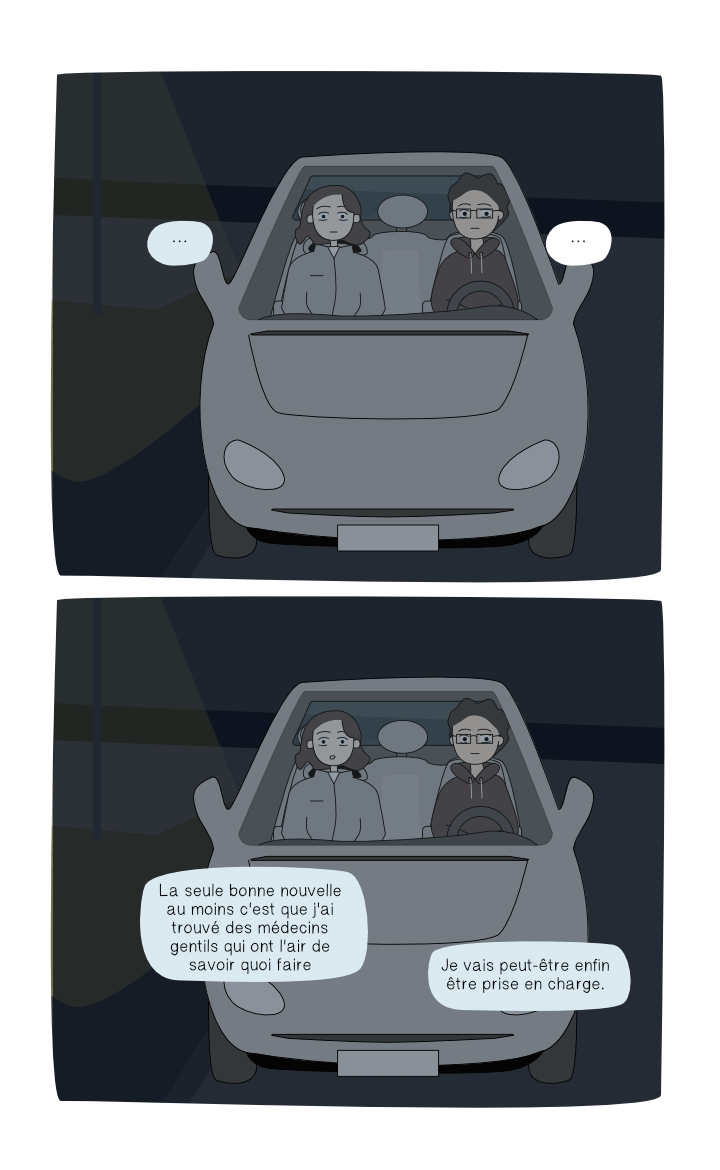 ...
...
La seule bonne nouvelle
au moins c'est que j'ai
trouvé des médecins
gentils qui ont l'air de
savoir quoi faire
Je vais peut-être enfin
être prise en charge.